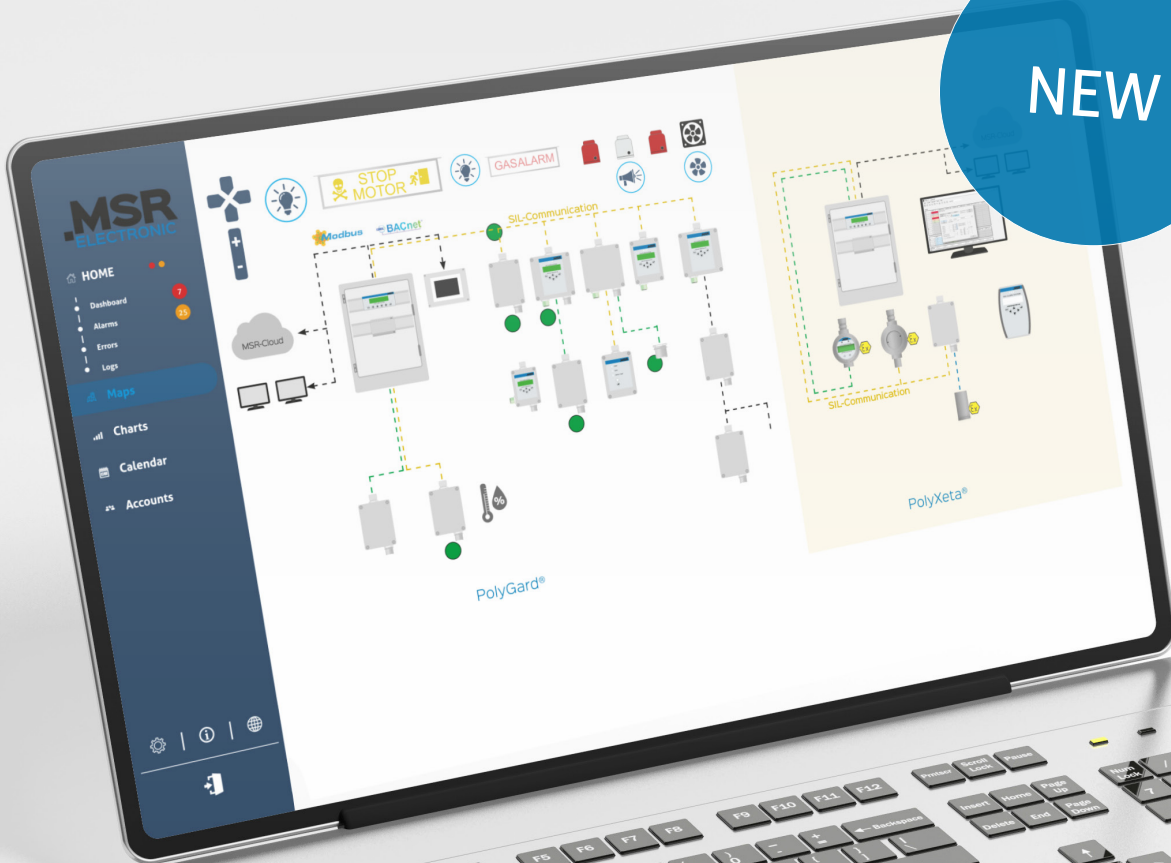 NEW
.MSR
ELECTRONIC
HOME
Dashboard
7
Alarms
25
Errors
Logs
Maps
Charts
Calendar
Accounts
STOP
MOTOR
GASALARM
Modbus
BACnet
SIL-Communication
MSR-Cloud
%
PolyGard®
SIL-Communication
PolyXeta®
F5
F6
F7
F8
F9
F10
F11
F12
Prntscr
Scroll
Lock
Pause
Insert
Home
Page
Up
Delete
End
Page
Down
Num
Lock
/
7
Backspace